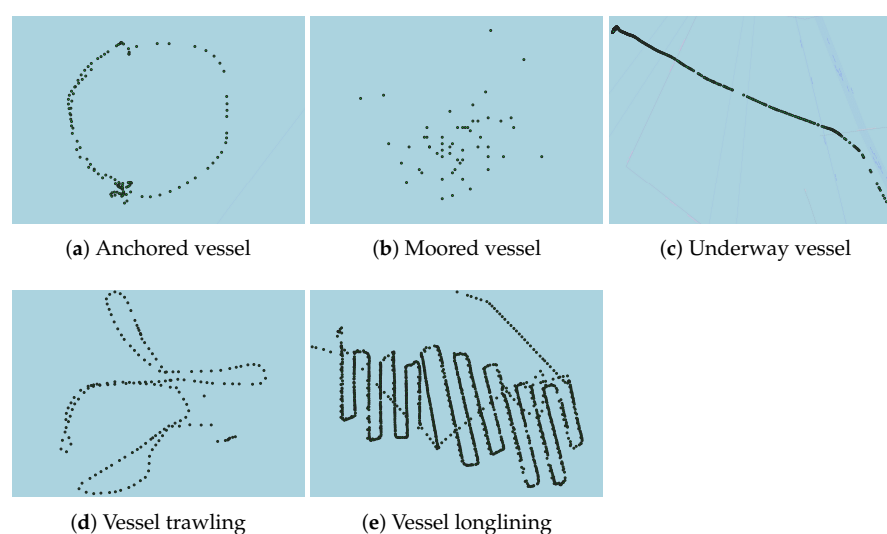 (a) Anchored vessel
(b) Moored vessel
(c) Underway vessel
(d) Vessel trawling
(e) Vessel longlining